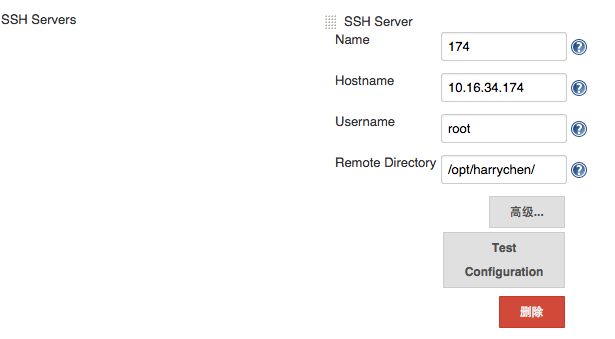 SSH Servers
SSH Server
Name
174
Hostname
10.16.34.174
Username
root
Remote Directory
/opt/harrychen/
高级...
Test
Configuration
删除